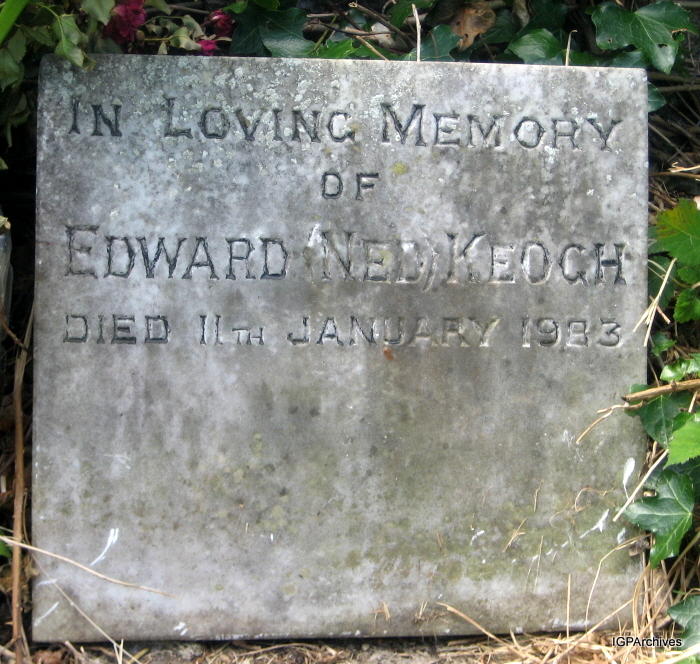 IN LOVING MEMORY
OF
EDWARD (NED) KEOGH
DIED 11TH JANUARY 1983
IGPArchives